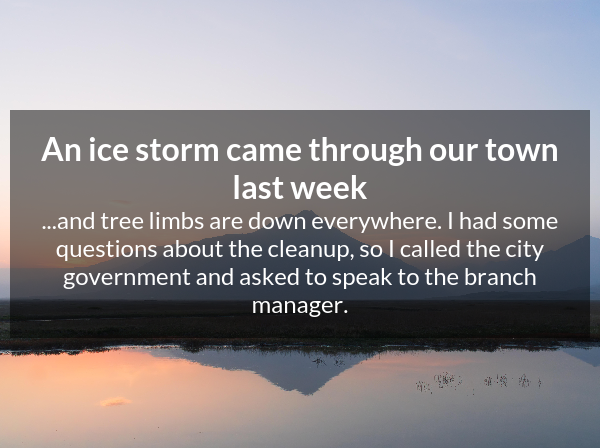 An ice storm came through our town
last week
...and tree limbs are down everywhere. I had some
questions about the cleanup, so I called the city
government and asked to speak to the branch
manager.